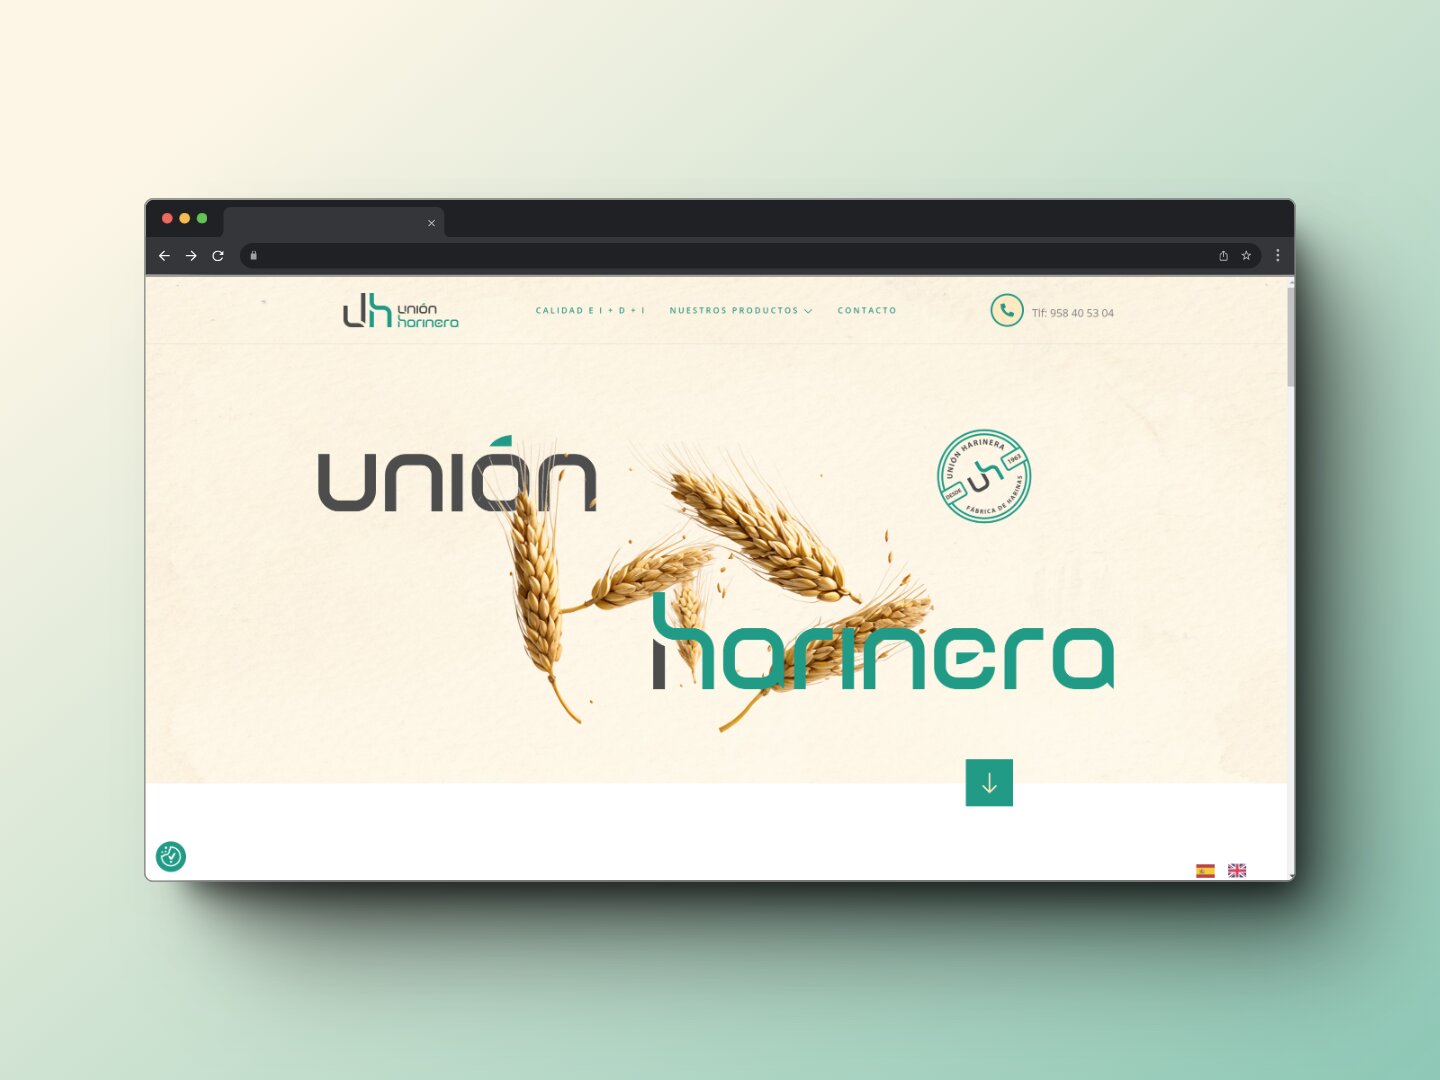 unión
harinera
CALIDAD E I + D + I
NUESTROS PRODUCTOS
CONTACTO
Tlf: 958 40 53 04
unión
UNIÓN HARINERA
DESDE
1963
uh
FÁBRICA DE HARINAS
harinera